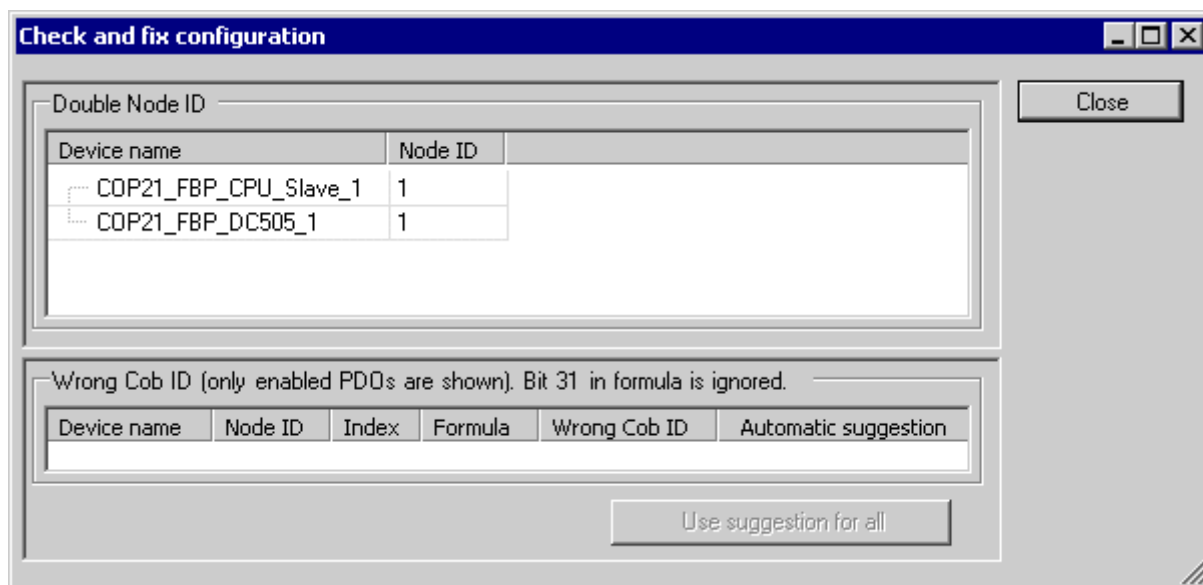 Check and fix configuration
Double Node ID
Close
Device name Node ID
COP21_FBP_CPU_Slave_1 1
COP21_FBP_DC505_1 1
Wrong Cob ID (only enabled PDOs are shown). Bit 31 in formula is ignored.
Device name Node ID Index Formula Wrong Cob ID Automatic suggestion
Use suggestion for all